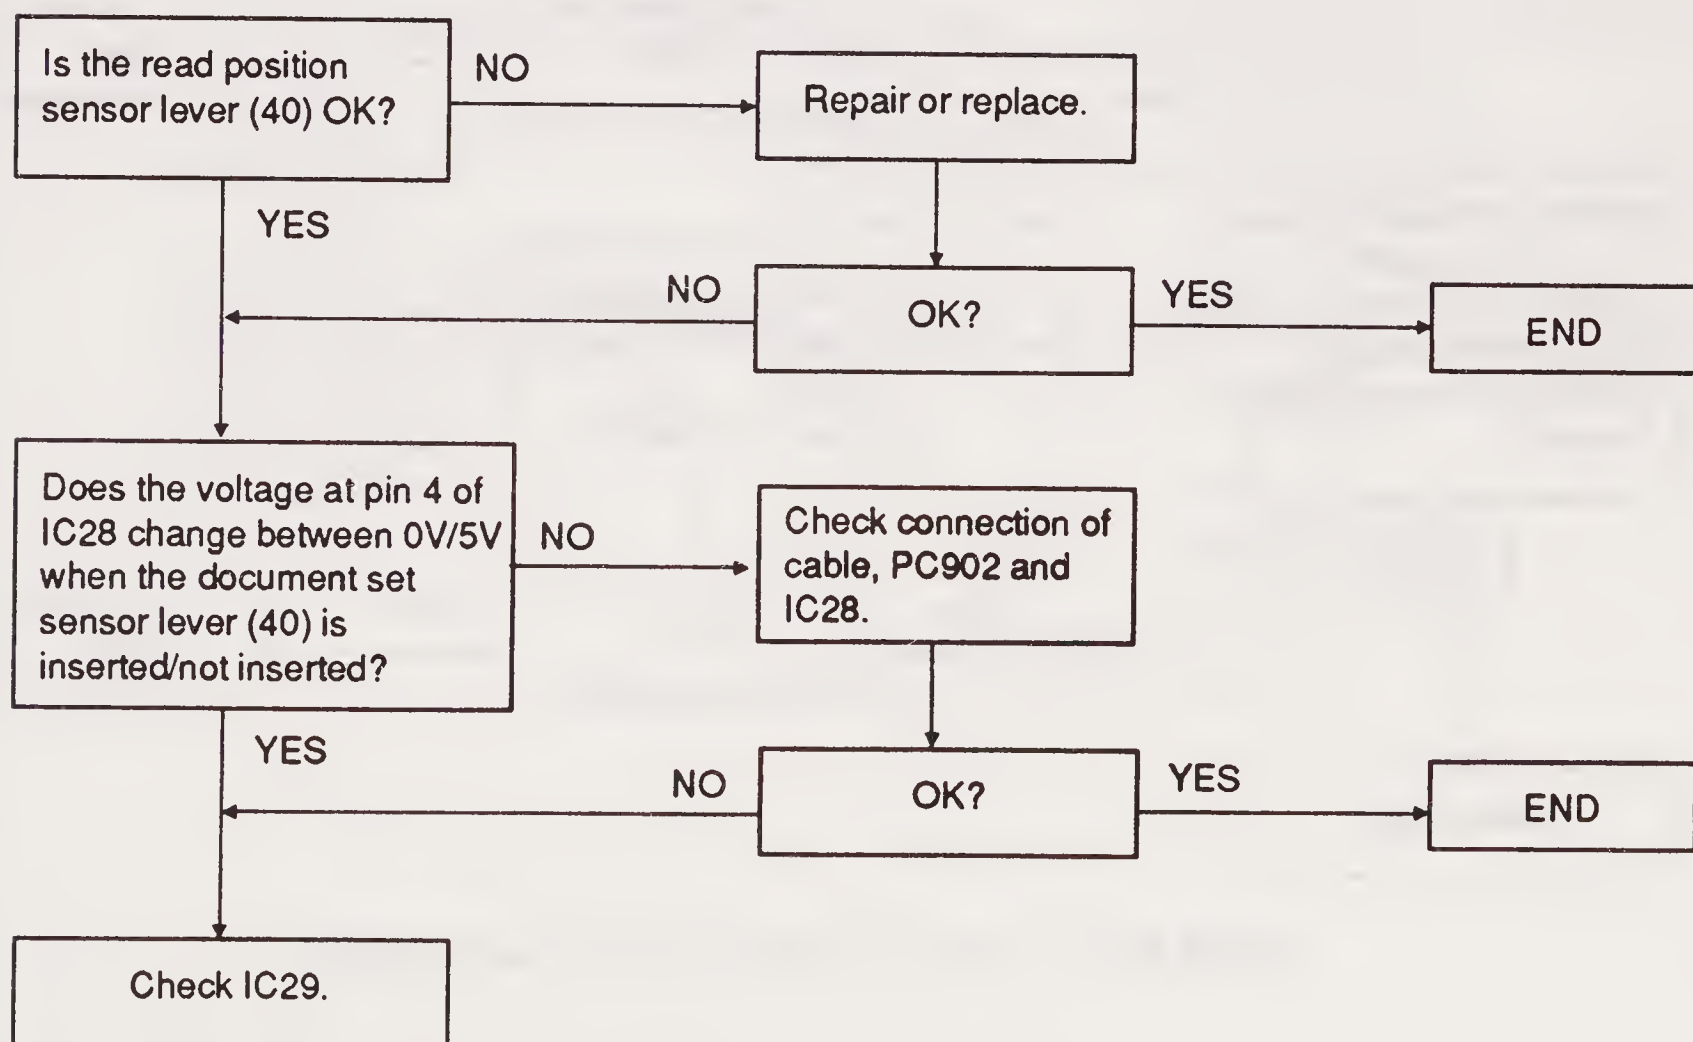 Is the read position
sensor lever (40) OK?
NO
Repair or replace.
YES
NO
OK?
YES
END
Does the voltage at pin 4 of
IC28 change between 0V/5V
when the document set
sensor lever (40) is
inserted/not inserted?
NO
Check connection of
cable, PC902 and
IC28.
YES
NO
OK?
YES
END
Check IC29.